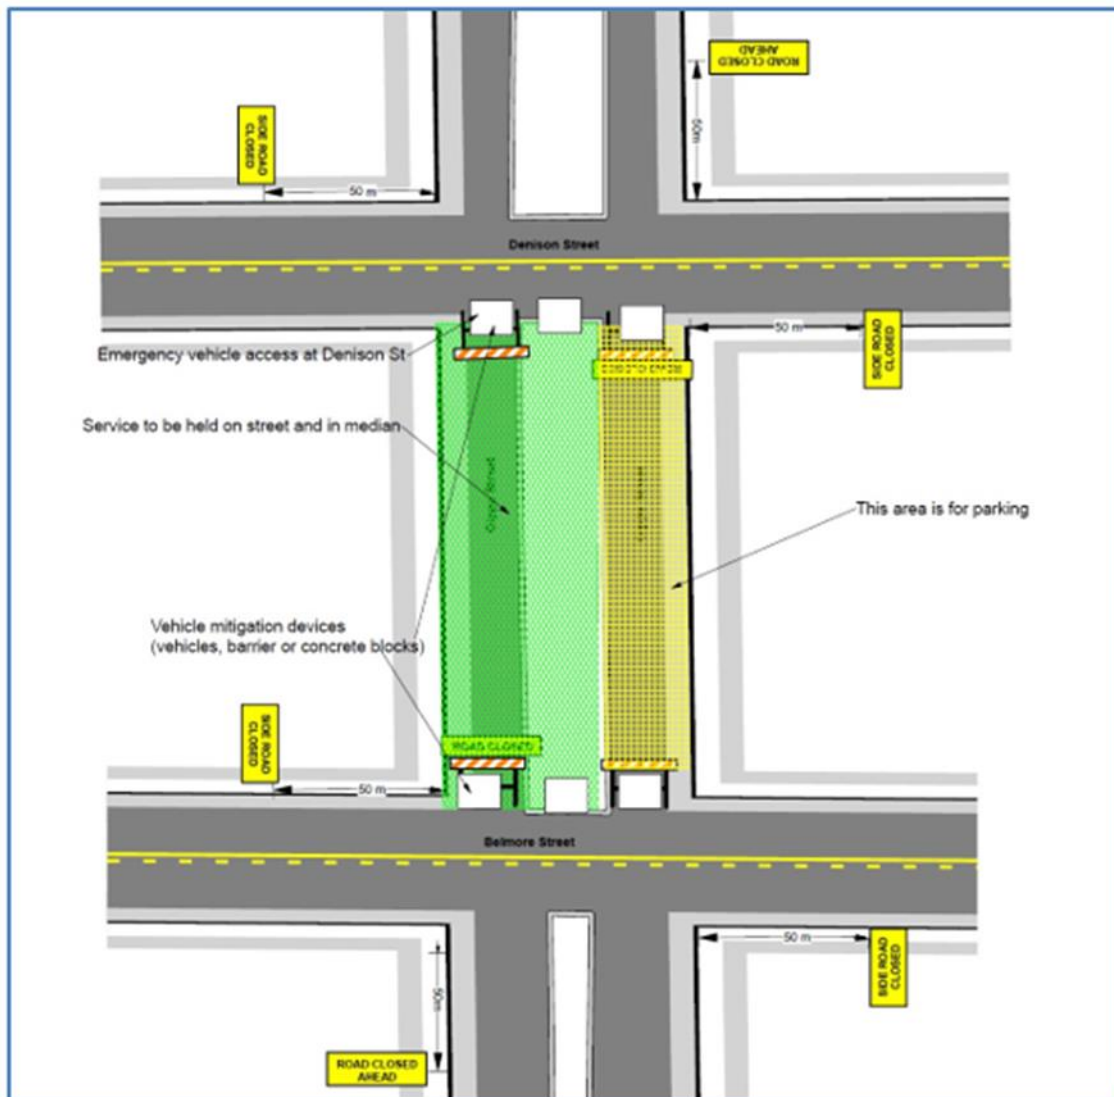 ROAD CLOSED
AHEAD
50m
SIDE ROAD
CLOSED
50 m
Denison Street
Emergency vehicle access at Denison St
50 m
SIDE ROAD
CLOSED
ROAD CLOSED
Service to be held on street and in median
This area is for parking
Vehicle mitigation devices
(vehicles, barrier or concrete blocks)
SIDE ROAD
CLOSED
ROAD CLOSED
50 m
Belmore Street
50m
50 m
SIDE ROAD
CLOSED
ROAD CLOSED
AHEAD